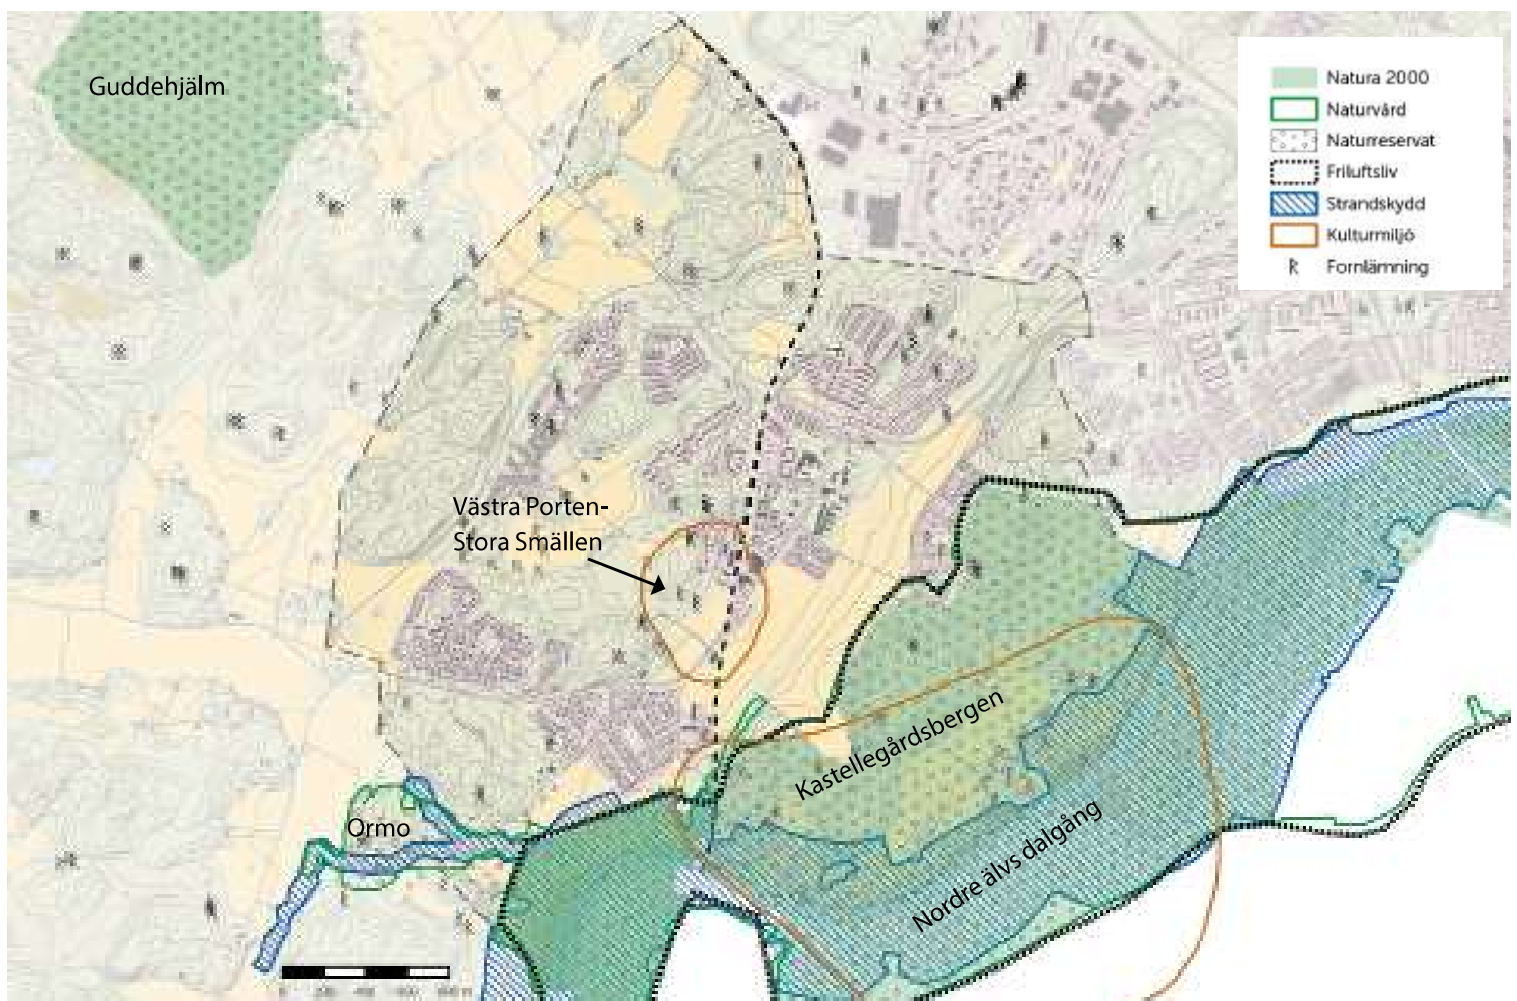 Guddehjälm
Natura 2000
Naturvård
Naturreservat
Friluftsliv
Strandskydd
Kulturmiljö
R Fornlämning
Västra Porten-
Stora Smällen
Kastellegårdsbergen
Ormo
Nordre älvs dalgång